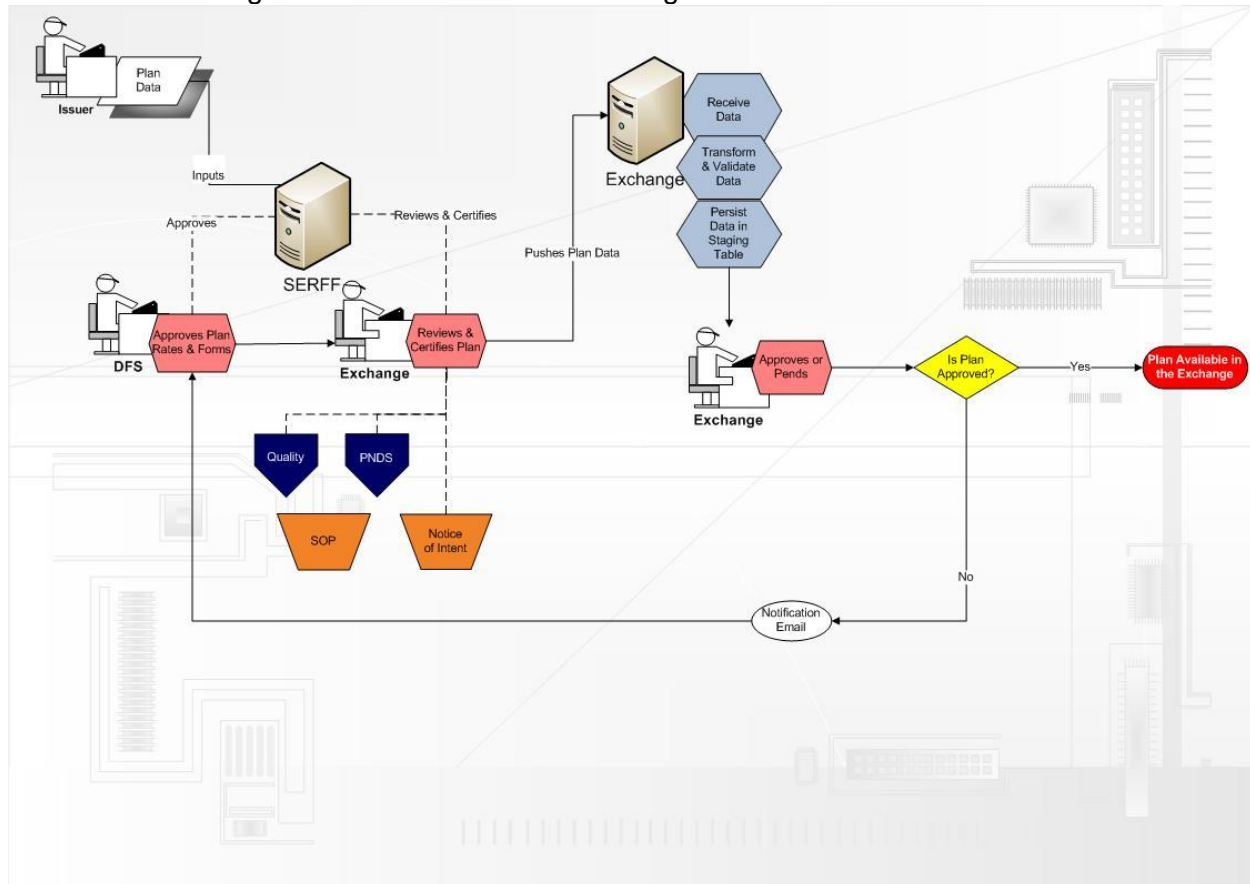 Plan
Data
Issuer
Inputs
SERFF
Approves
Reviews & Certifies
DFS
Approves Plan
Rates & Forms
Exchange
Reviews &
Certifies Plan
Quality
PNDS
SOP
Notice
of Intent
Pushes Plan Data
Exchange
Receive
Data
Transform
& Validate
Data
Persist
Data in
Staging
Table
Exchange
Approves or
Pends
Is Plan
Approved?
Yes
Plan Available in
the Exchange
No
Notification
Email